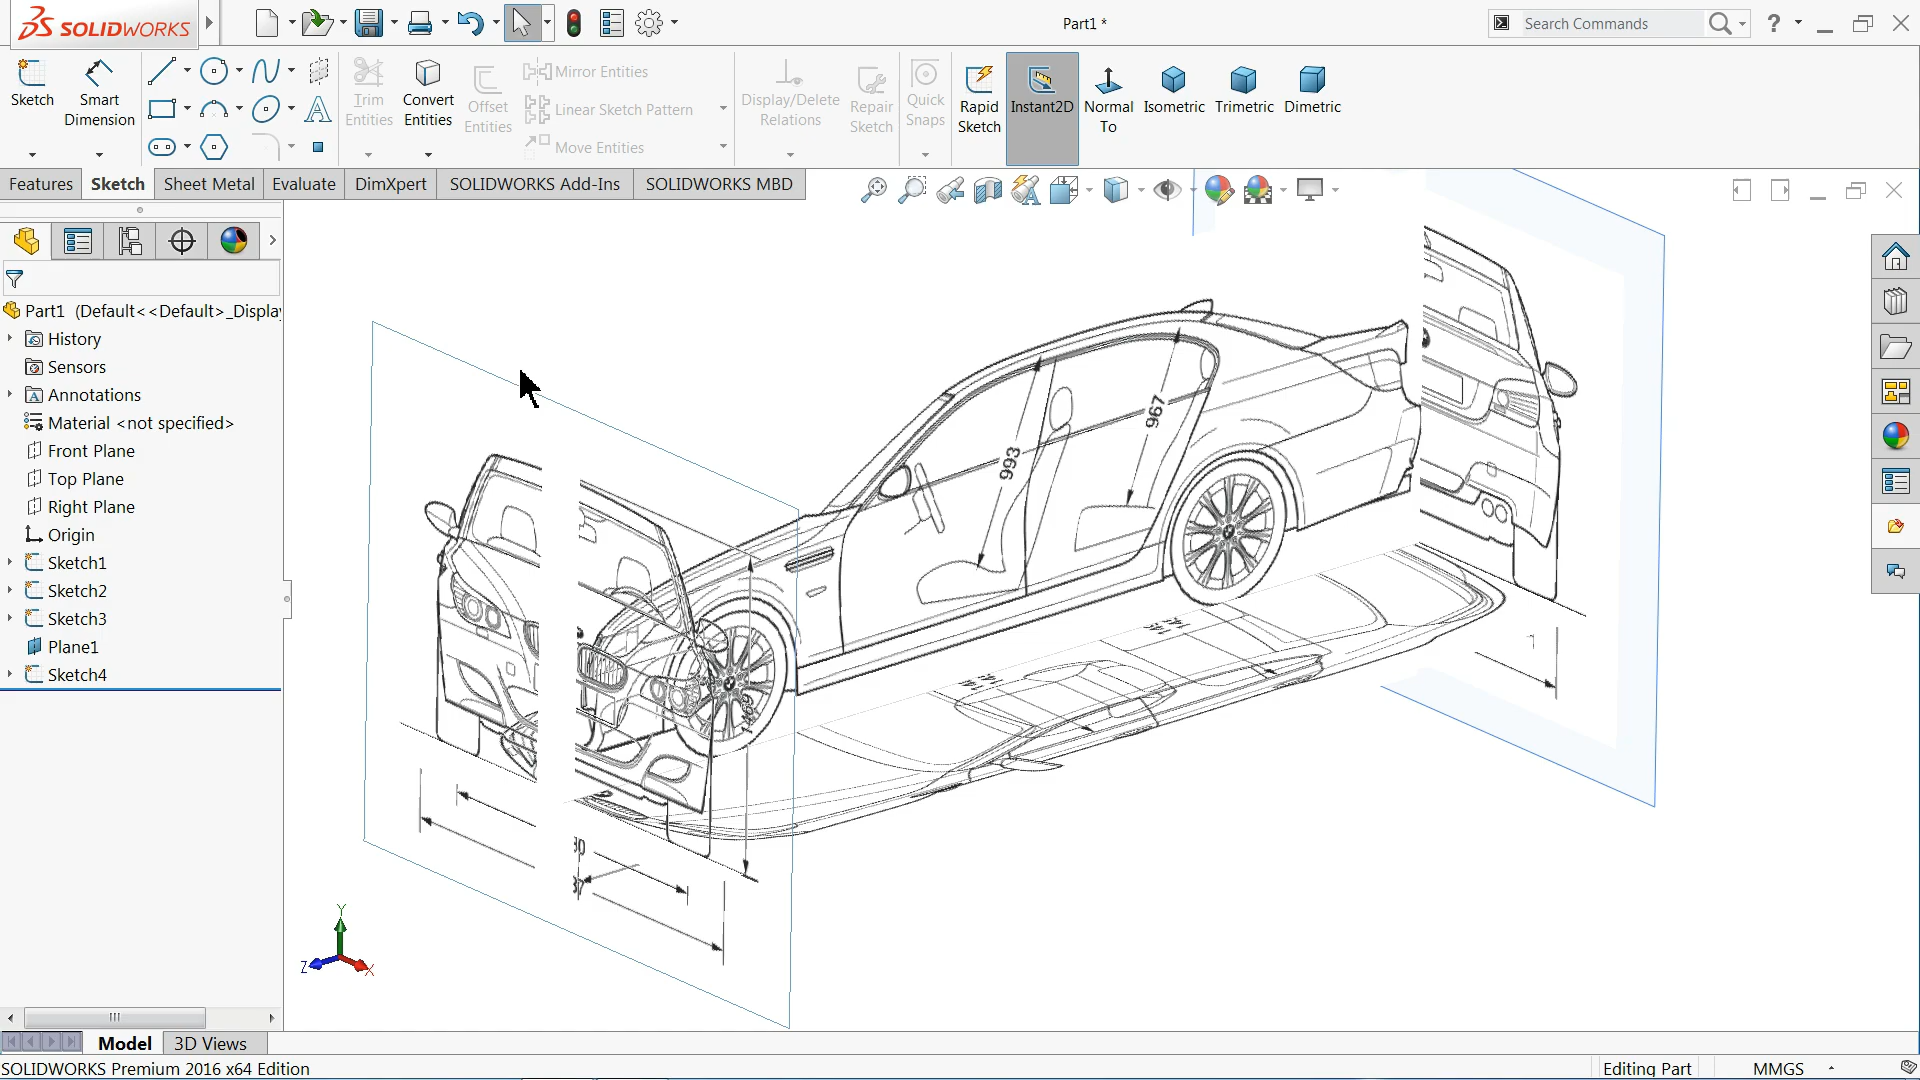 SOLIDWORKS
Part1 *
Search Commands
?
Sketch
Smart Dimension
Trim Entities
Convert Entities
Offset Entities
Mirror Entities
Linear Sketch Pattern
Move Entities
Display/Delete Relations
Repair Sketch
Quick Snaps
Rapid Sketch
Instant2D
Normal To
Isometric
Trimetric
Dimetric
Features
Sketch
Sheet Metal
Evaluate
DimXpert
SOLIDWORKS Add-Ins
SOLIDWORKS MBD
Part1 (Default<<Default>_Display
History
Sensors
Annotations
Material <not specified>
Front Plane
Top Plane
Right Plane
Origin
Sketch1
Sketch2
Sketch3
Plane1
Sketch4
993
967
Y
Z
X
Model
3D Views
SOLIDWORKS Premium 2016 x64 Edition
Editing Part
MMGS